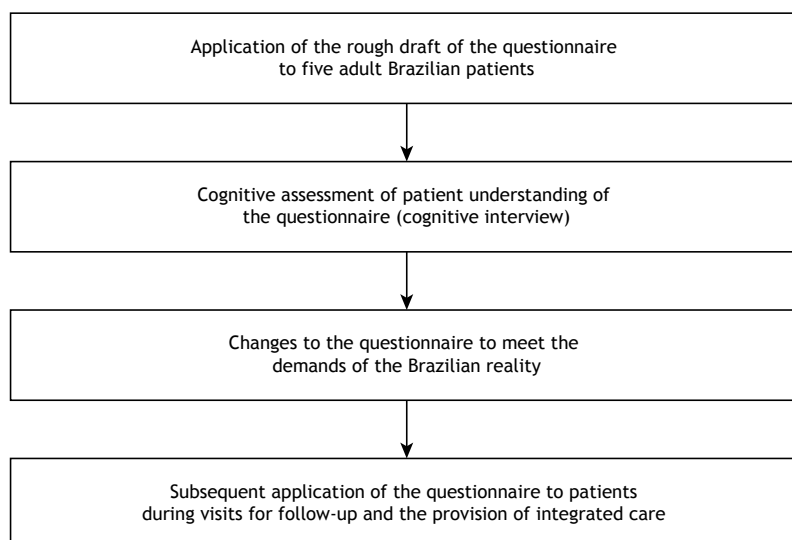 Application of the rough draft of the questionnaire
to five adult Brazilian patients
Cognitive assessment of patient understanding of
the questionnaire (cognitive interview)
Changes to the questionnaire to meet the
demands of the Brazilian reality
Subsequent application of the questionnaire to patients
during visits for follow-up and the provision of integrated care